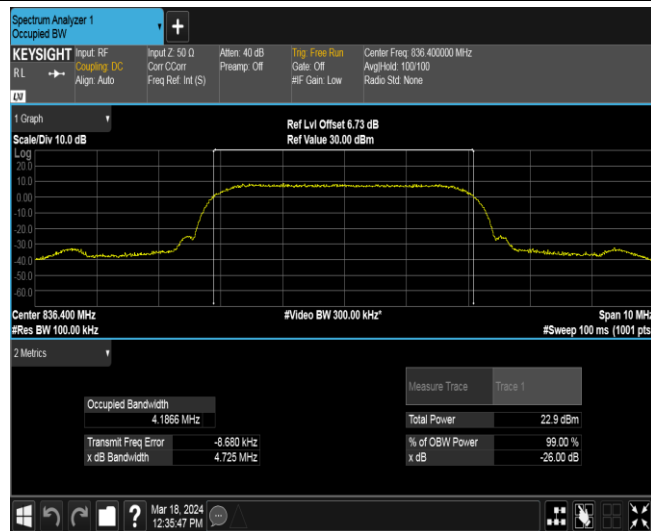 Spectrum Analyzer 1
Occupied BW
+
KEYSIGHT Input: RF Input Z: 50 Ω Atten: 40 dB Trig: Free Run Center Freq: 836.400000 MHz
RL Coupling: DC Corr CCorr Preamp: Off Gate: Off Avg|Hold: 100/100
Align: Auto Freq Ref: Int (S) #IF Gain: Low Radio Std: None
LXI
1 Graph
Ref Lvl Offset 6.73 dB
Scale/Div 10.0 dB Ref Value 30.00 dBm
Log
20.0
10.0
0.00
-10.0
-20.0
-30.0
-40.0
-50.0
-60.0
Center 836.400 MHz #Video BW 300.00 kHz* Span 10 MHz
#Res BW 100.00 kHz #Sweep 100 ms (1001 pts
2 Metrics
Measure Trace Trace 1
Occupied Bandwidth
4.1866 MHz Total Power 22.9 dBm
Transmit Freq Error -8.680 kHz % of OBW Power 99.00 %
x dB Bandwidth 4.725 MHz x dB -26.00 dB
? Mar 18, 2024
12:35:47 PM